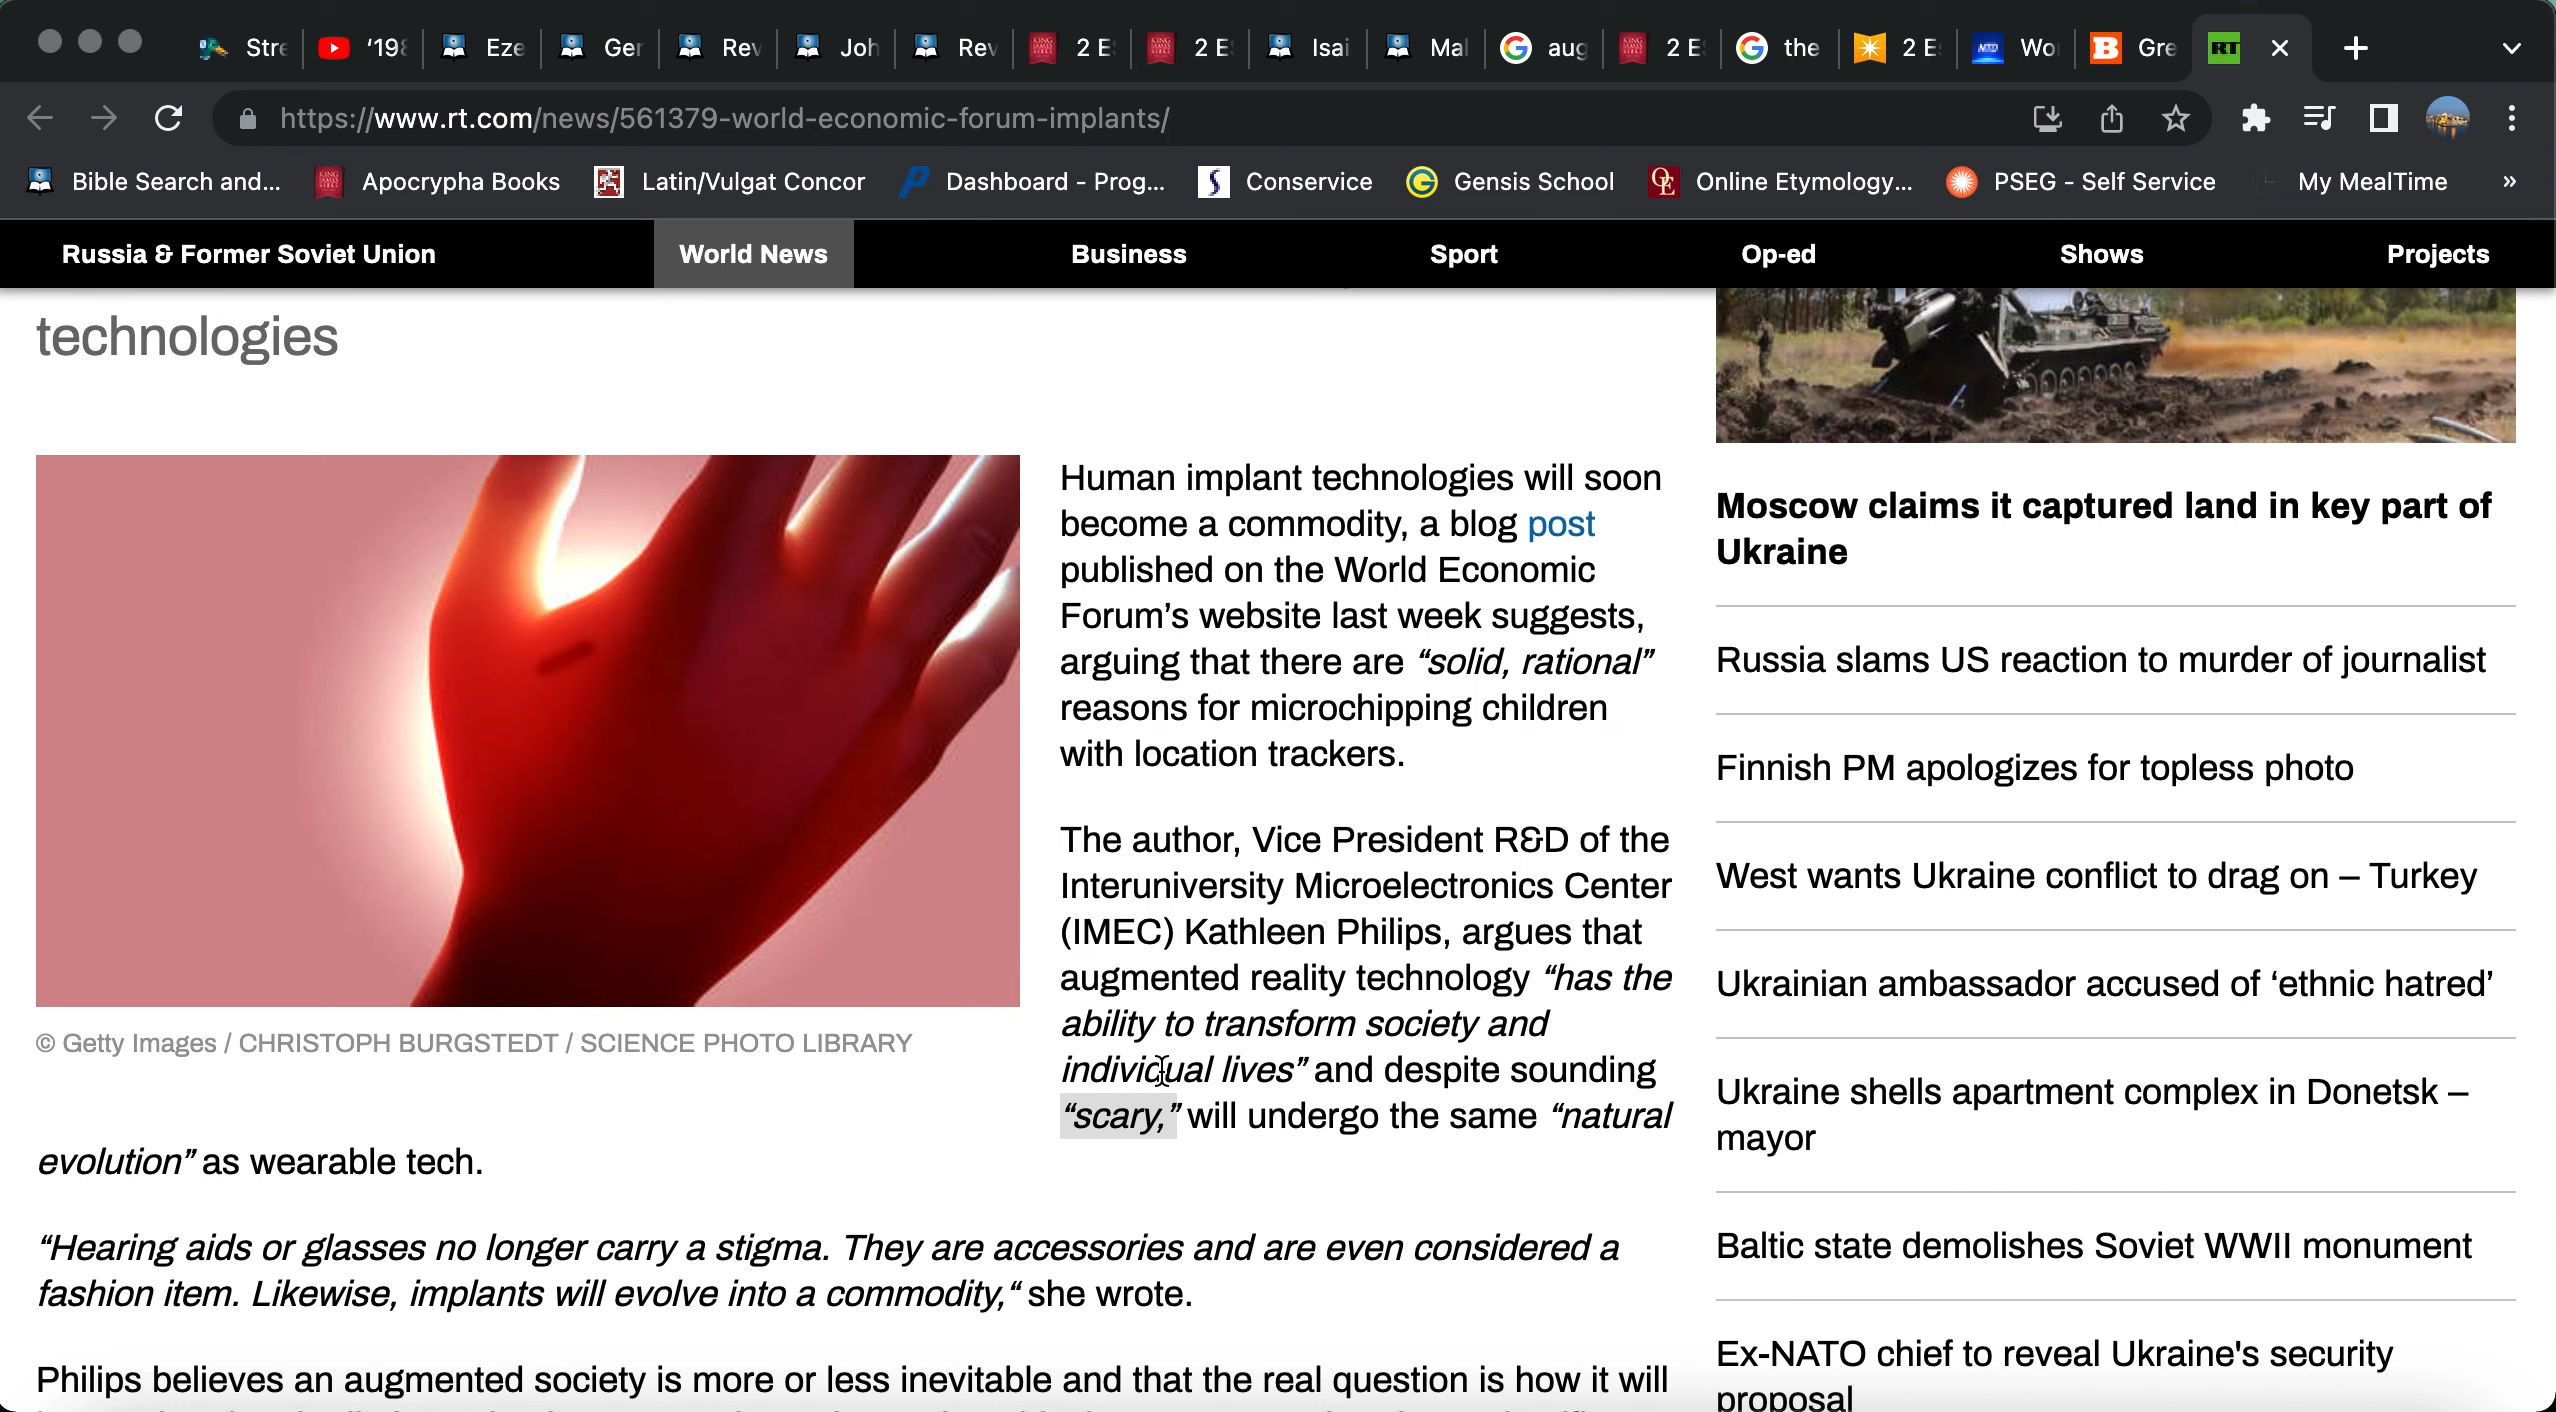 Stre
'198
Eze
Ger
Rev
Joh
Rev
2 E
2 E
Isai
Mal
aug
2 E
the
2 E
NTD
Wo
B
Gre
RT
https://www.rt.com/news/561379-world-economic-forum-implants/
Bible Search and...
KING JAMES BIBLE
Apocrypha Books
Latin/Vulgat Concor
Dashboard - Prog...
Conservice
Gensis School
Online Etymology...
PSEG - Self Service
My MealTime
»
Russia & Former Soviet Union
World News
Business
Sport
Op-ed
Shows
Projects
technologies
Human implant technologies will soon
become a commodity, a blog post
published on the World Economic
Forum's website last week suggests,
arguing that there are “solid, rational”
reasons for microchipping children
with location trackers.
The author, Vice President R&D of the
Interuniversity Microelectronics Center
(IMEC) Kathleen Philips, argues that
augmented reality technology “has the
ability to transform society and
individual lives” and despite sounding
“scary,” will undergo the same “natural
evolution” as wearable tech.
© Getty Images / CHRISTOPH BURGSTEDT / SCIENCE PHOTO LIBRARY
“Hearing aids or glasses no longer carry a stigma. They are accessories and are even considered a
fashion item. Likewise, implants will evolve into a commodity,“ she wrote.
Philips believes an augmented society is more or less inevitable and that the real question is how it will
Moscow claims it captured land in key part of
Ukraine
Russia slams US reaction to murder of journalist
Finnish PM apologizes for topless photo
West wants Ukraine conflict to drag on – Turkey
Ukrainian ambassador accused of ‘ethnic hatred’
Ukraine shells apartment complex in Donetsk –
mayor
Baltic state demolishes Soviet WWII monument
Ex-NATO chief to reveal Ukraine's security
proposal